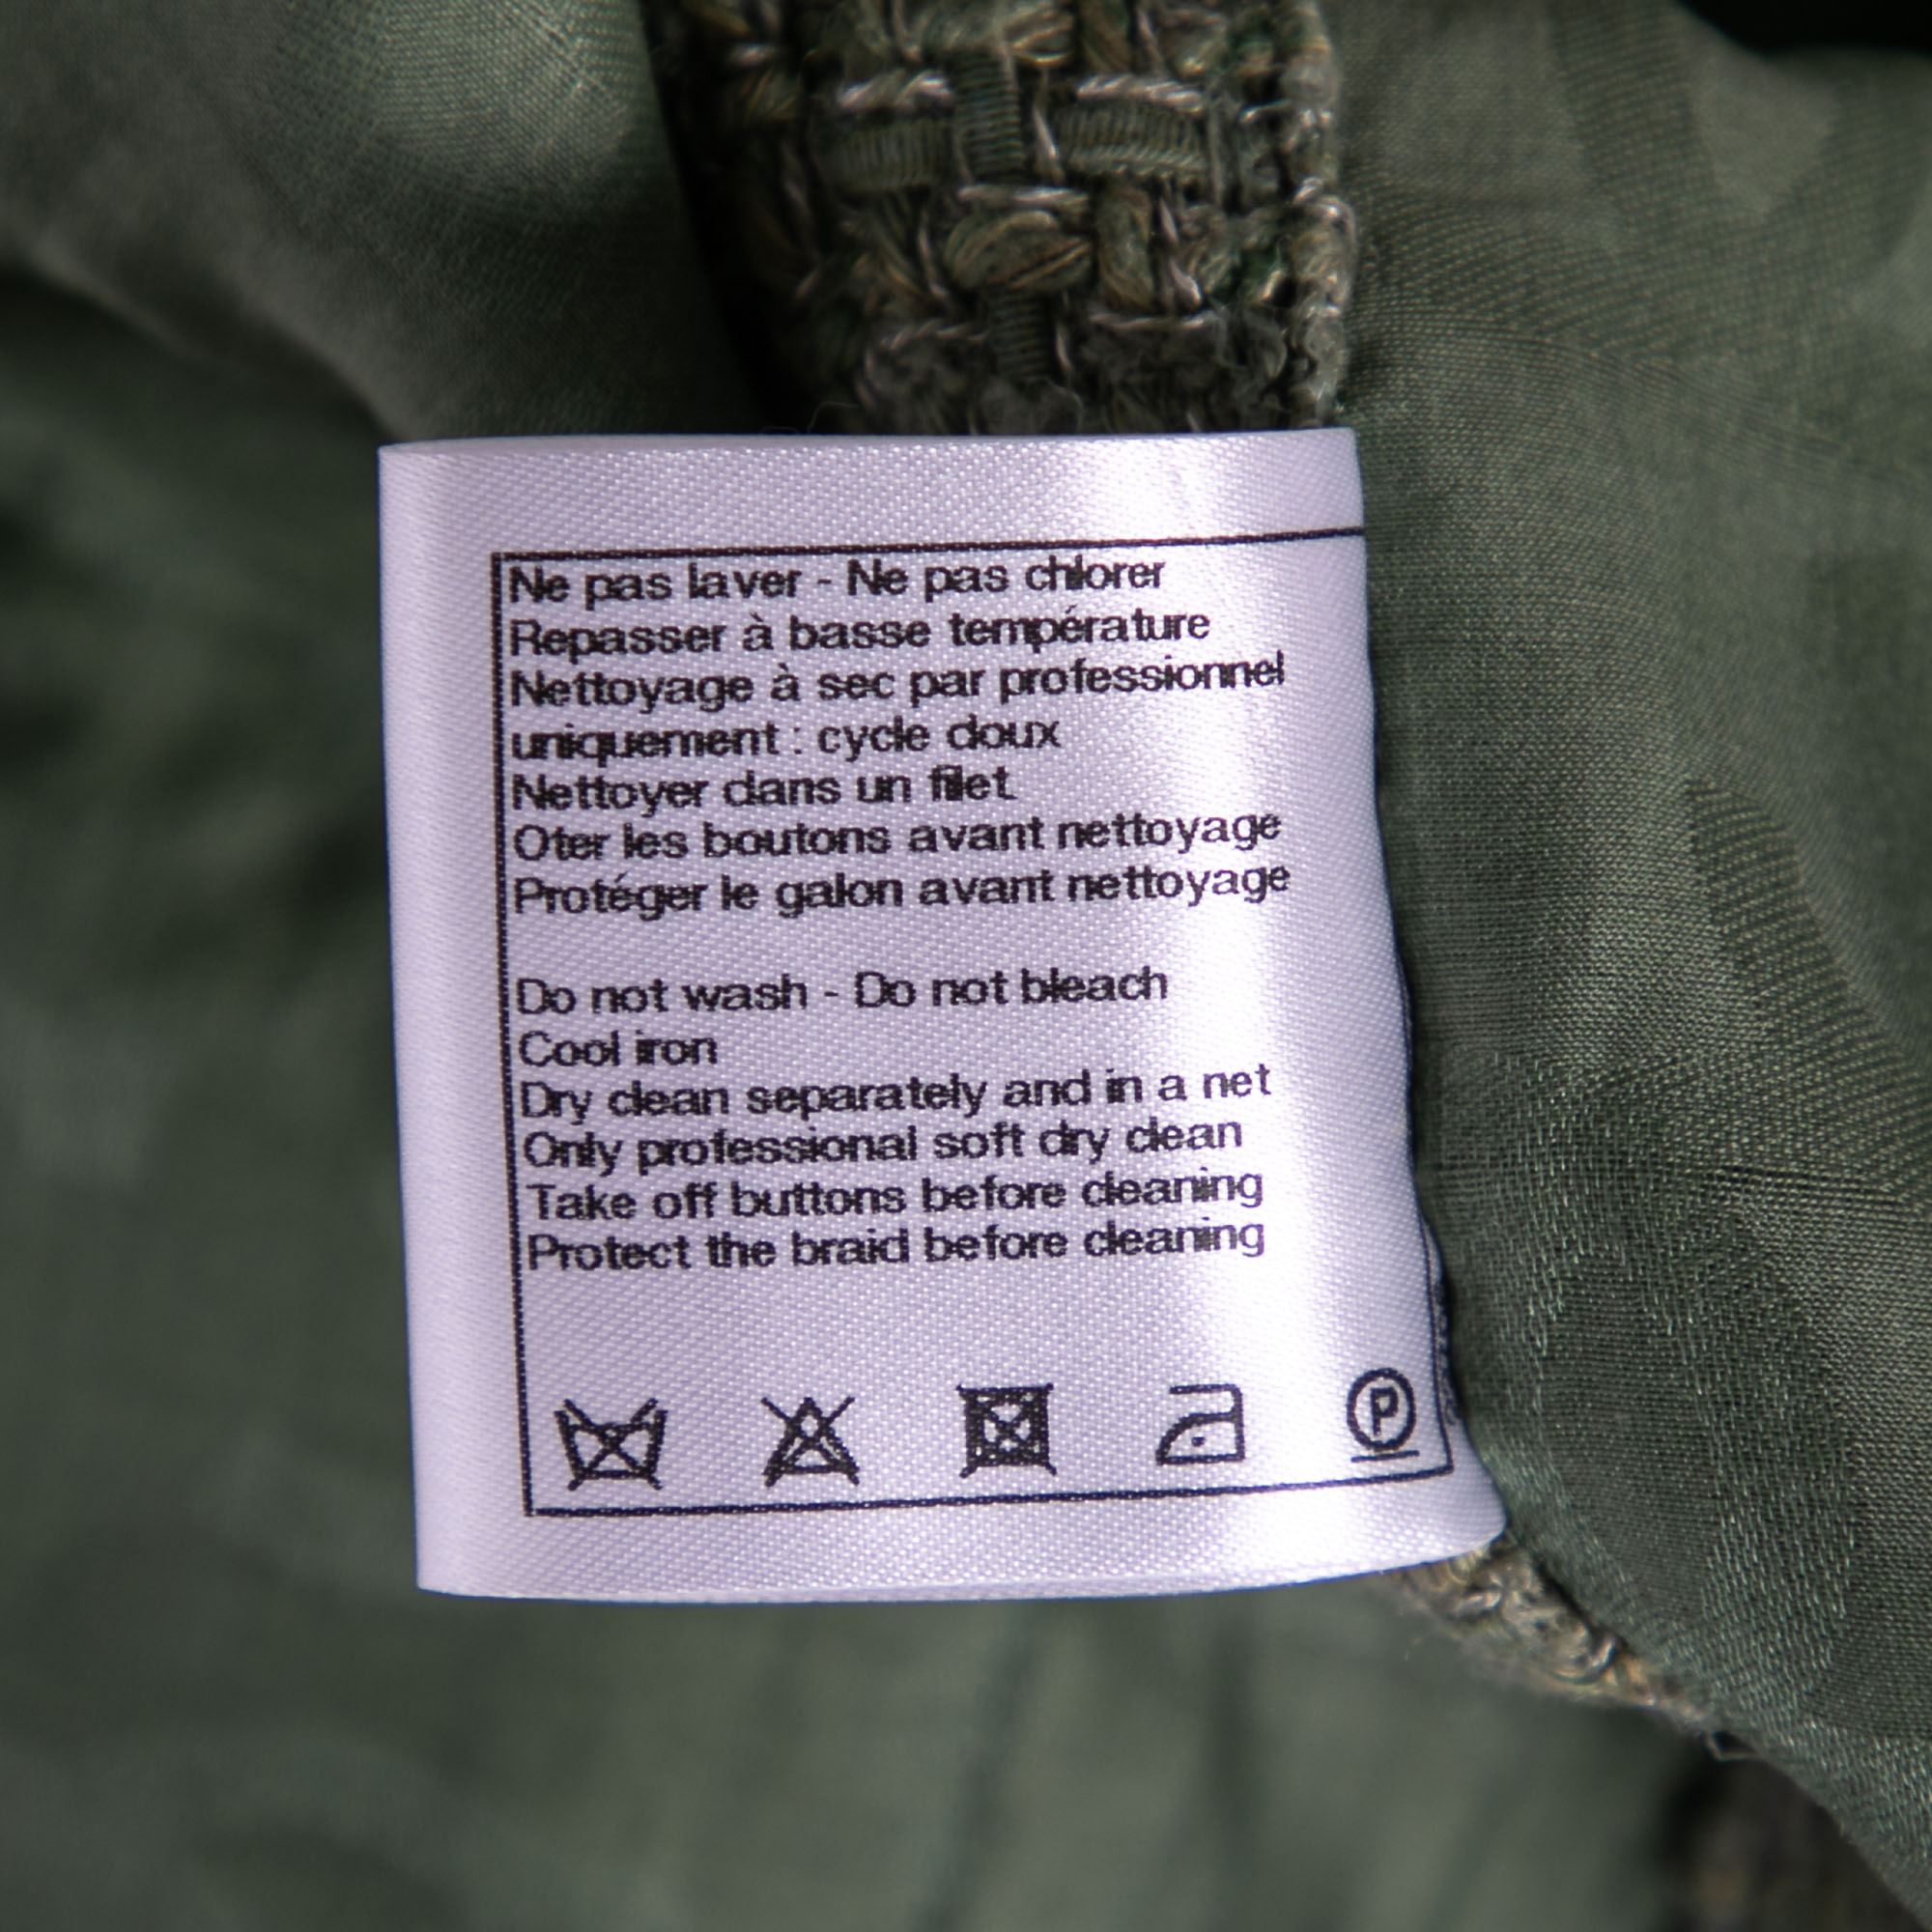 Ne pas laver - Ne pas chlorer
Repasser à basse température
Nettoyage à sec par professionnel
uniquement : cycle doux
Nettoyer dans un filet
Oter les boutons avant nettoyage
Protéger le galon avant nettoyage
Do not wash - Do not bleach
Cool iron
Dry clean separately and in a net
Only professional soft dry clean
Take off buttons before cleaning
Protect the braid before cleaning
P